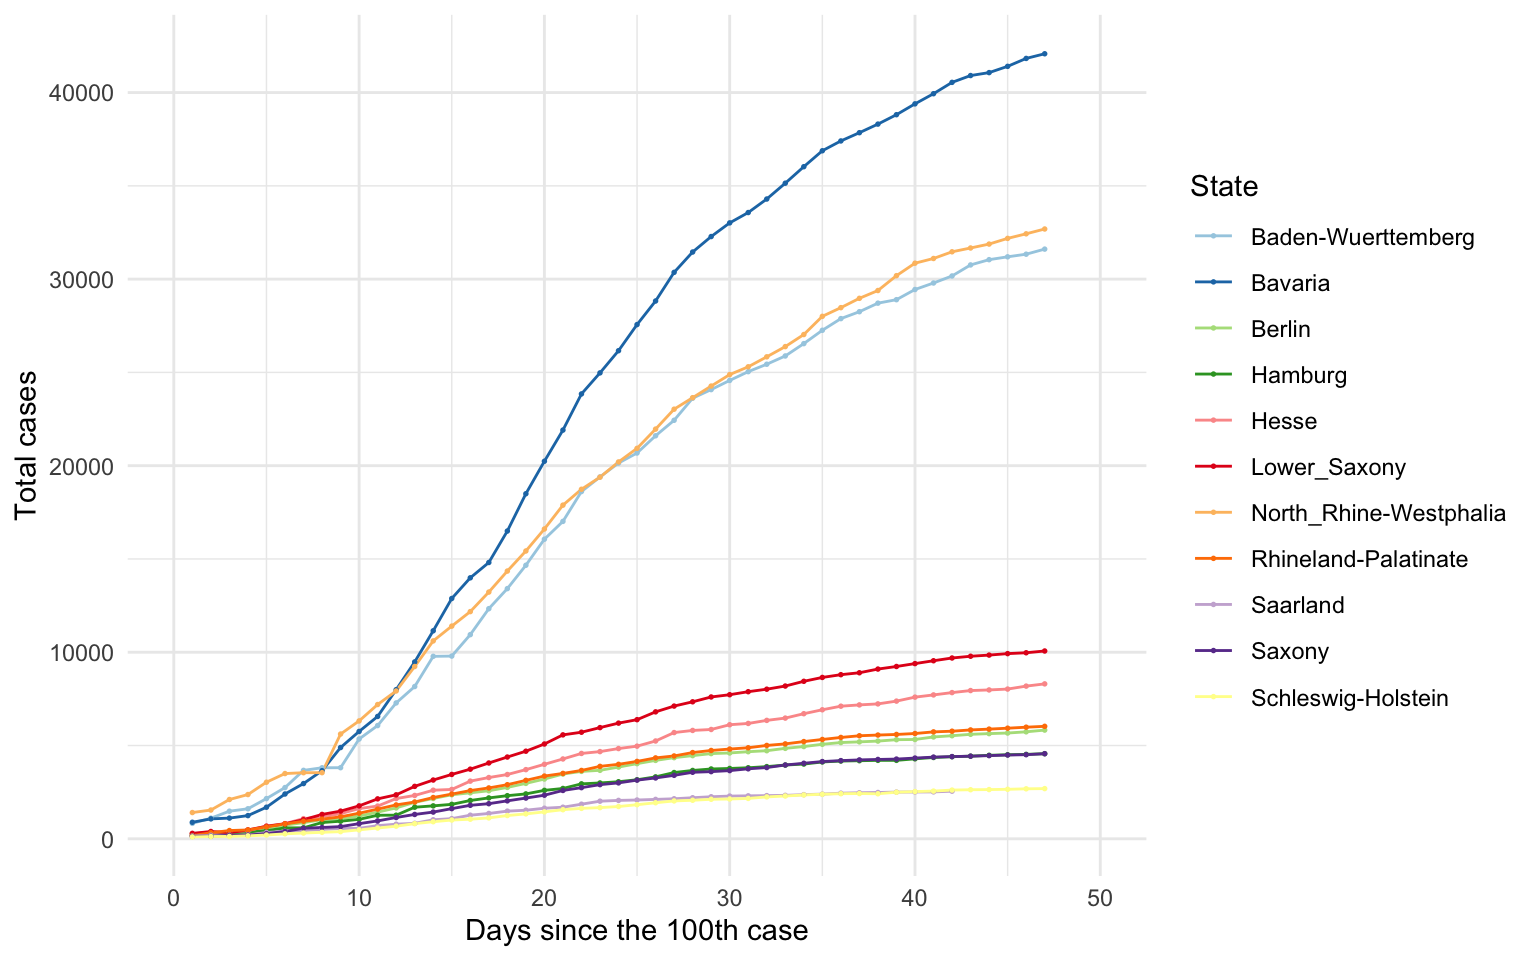 40000
30000
20000
10000
0
Total cases
0 10 20 30 40 50
Days since the 100th case
State
Baden-Wuerttemberg
Bavaria
Berlin
Hamburg
Hesse
Lower_Saxony
North_Rhine-Westphalia
Rhineland-Palatinate
Saarland
Saxony
Schleswig-Holstein